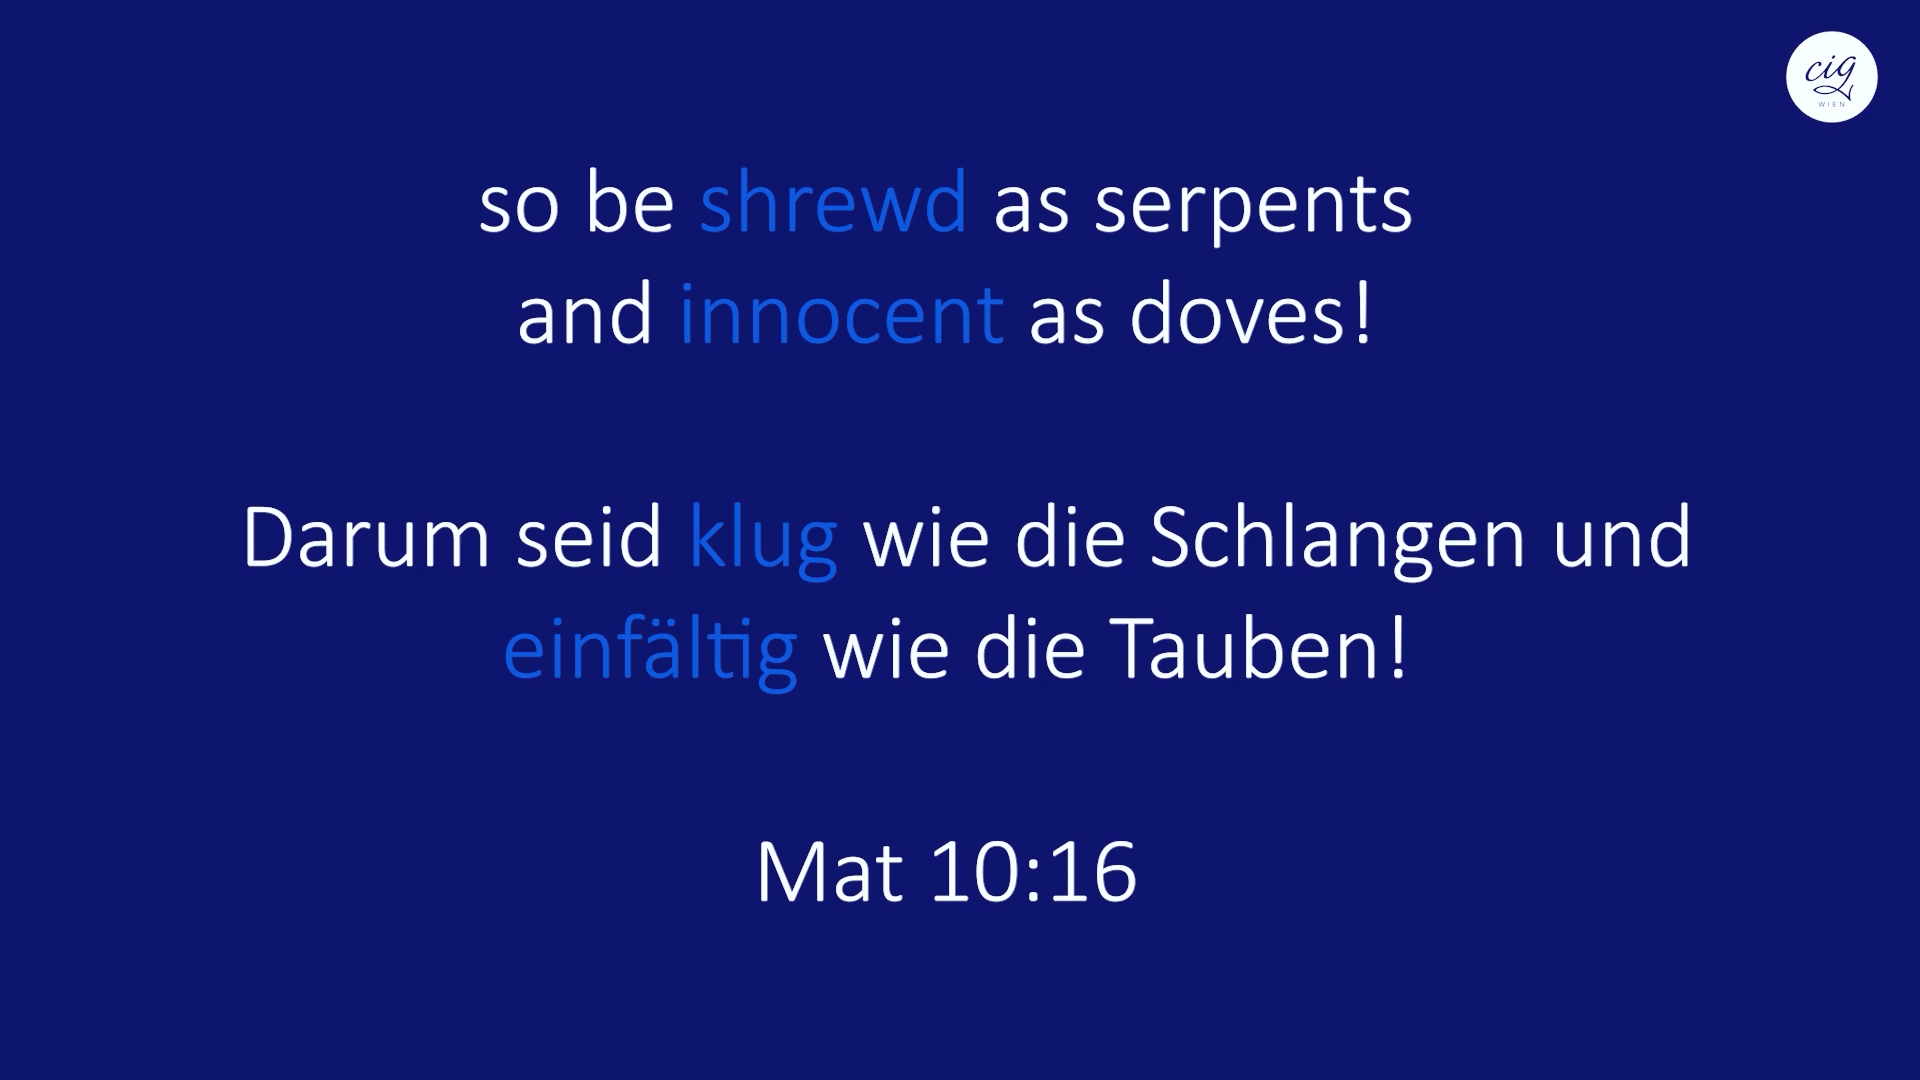 cig
WIEN
so be shrewd as serpents
and innocent as doves!
Darum seid klug wie die Schlangen und
einfältig wie die Tauben!
Mat 10:16